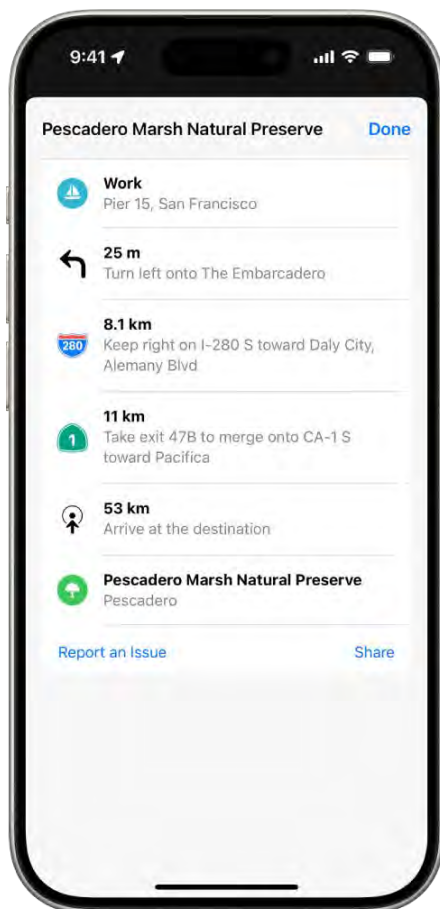 9:41
Pescadero Marsh Natural Preserve Done
Work
Pier 15, San Francisco
25 m
Turn left onto The Embarcadero
8.1 km
280
Keep right on I-280 S toward Daly City,
Alemany Blvd
11 km
1
Take exit 47B to merge onto CA-1 S
toward Pacifica
53 km
Arrive at the destination
Pescadero Marsh Natural Preserve
Pescadero
Report an Issue Share